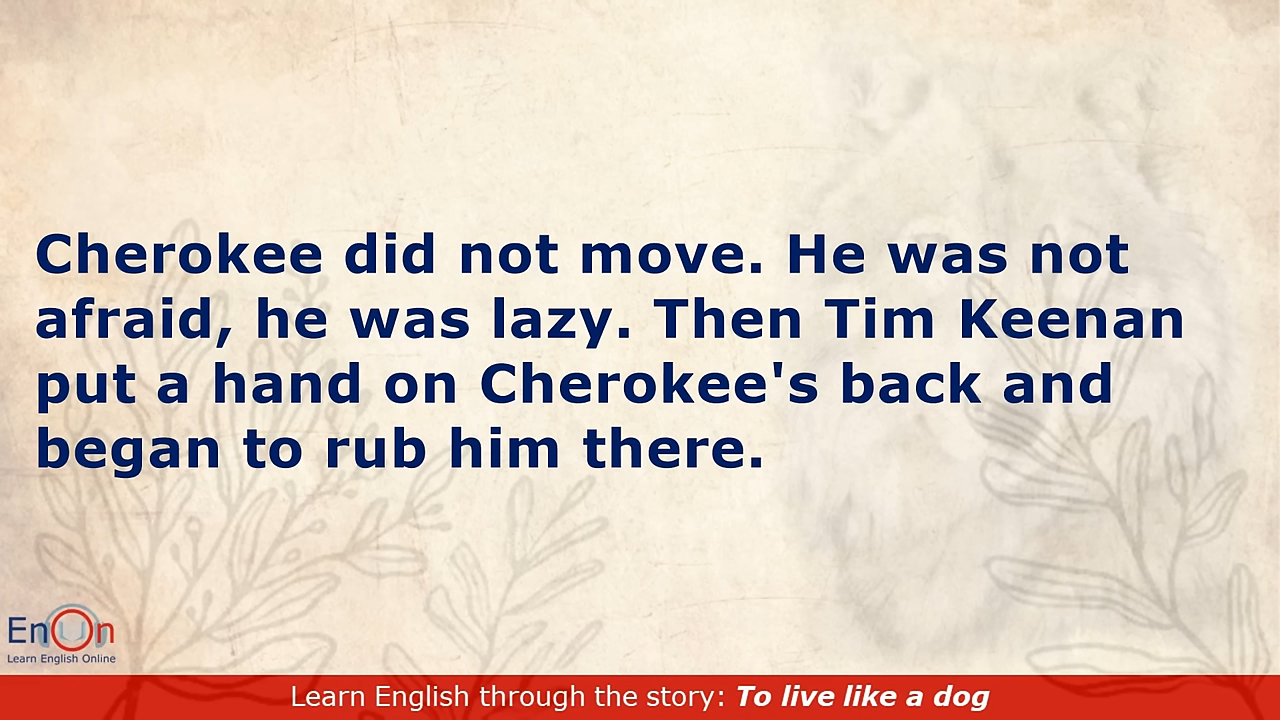 Cherokee did not move. He was not
afraid, he was lazy. Then Tim Keenan
put a hand on Cherokee's back and
began to rub him there.
EnOn
Learn English Online
Learn English through the story: To live like a dog